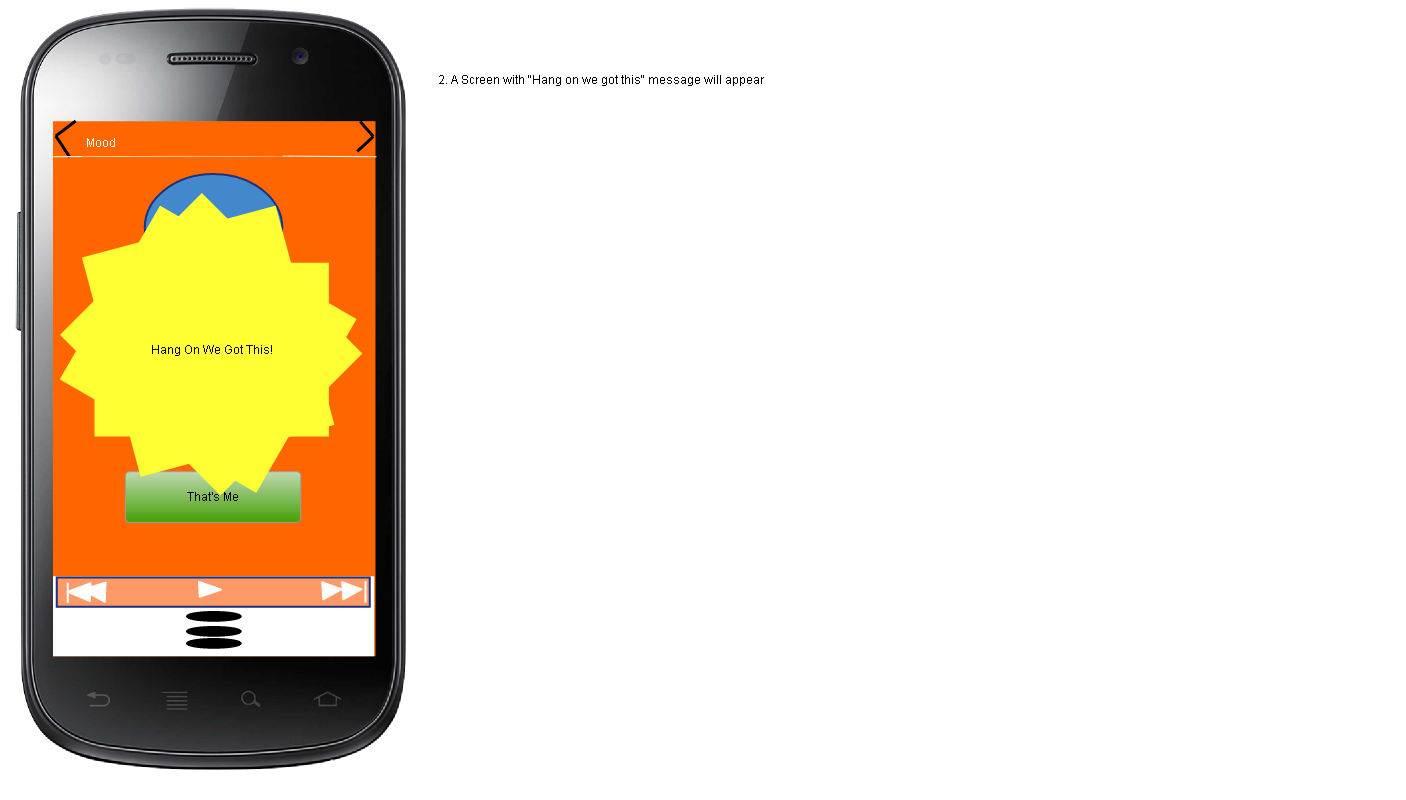 2. A Screen with "Hang on we got this" message will appear
Mood
Hang On We Got This!
That's Me